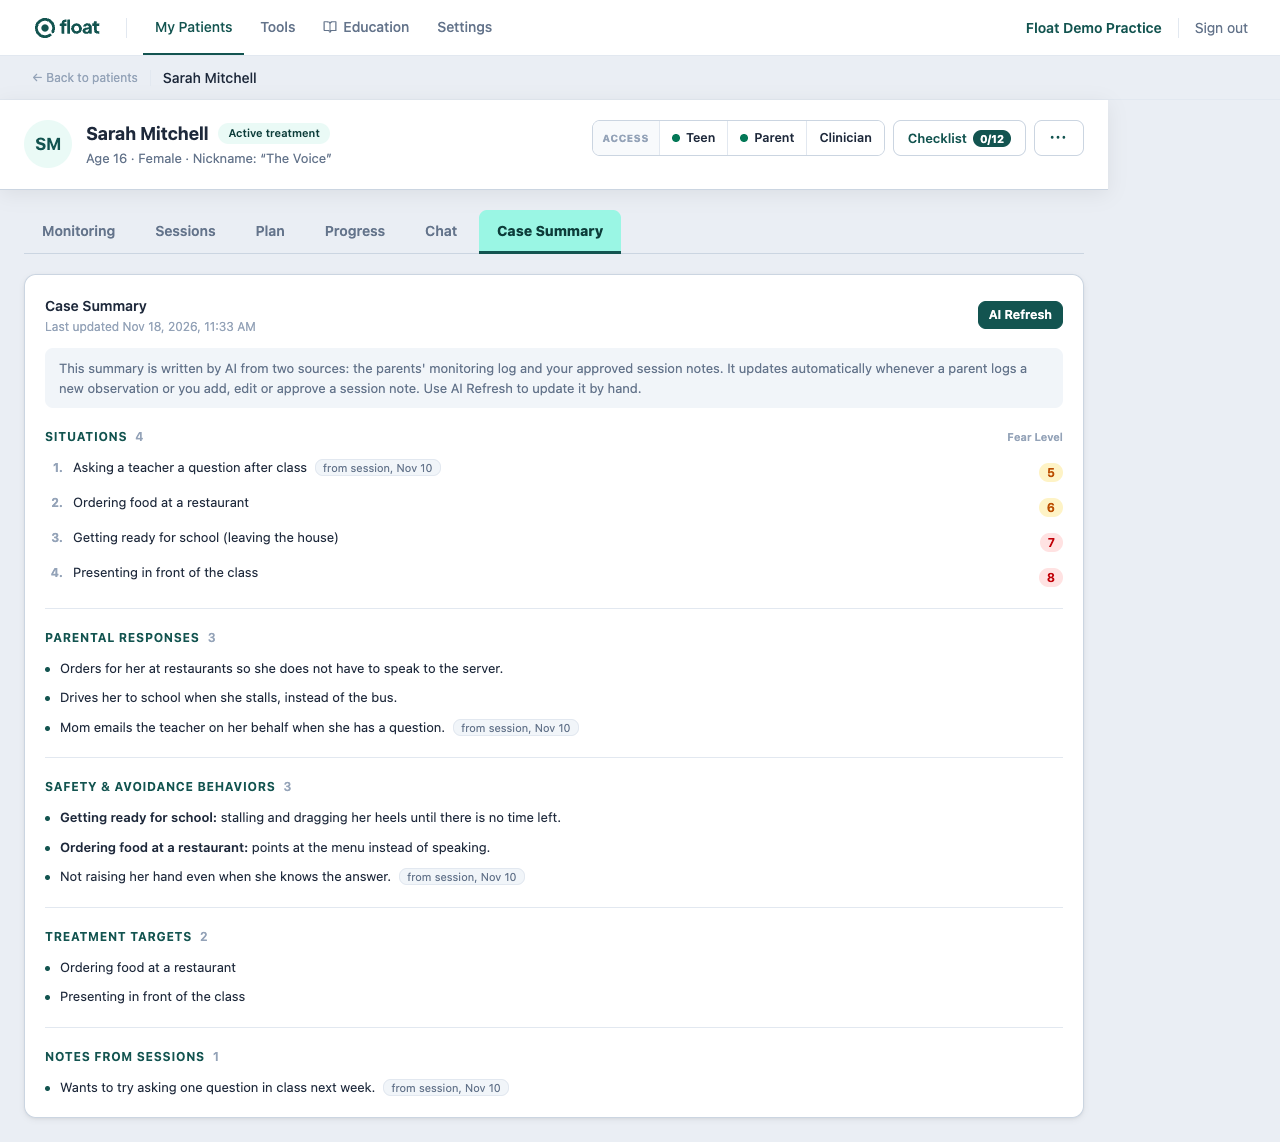 float
My Patients
Tools
Education
Settings
Float Demo Practice
Sign out
← Back to patients
Sarah Mitchell
SM
Sarah Mitchell
Active treatment
Age 16 · Female · Nickname: “The Voice”
ACCESS
Teen
Parent
Clinician
Checklist 0/12
···
Monitoring
Sessions
Plan
Progress
Chat
Case Summary
Case Summary
Last updated Nov 18, 2026, 11:33 AM
AI Refresh
This summary is written by AI from two sources: the parents' monitoring log and your approved session notes. It updates automatically whenever a parent logs a
new observation or you add, edit or approve a session note. Use AI Refresh to update it by hand.
SITUATIONS 4
Fear Level
1. Asking a teacher a question after class from session, Nov 10 5
2. Ordering food at a restaurant 6
3. Getting ready for school (leaving the house) 7
4. Presenting in front of the class 8
PARENTAL RESPONSES 3
• Orders for her at restaurants so she does not have to speak to the server.
• Drives her to school when she stalls, instead of the bus.
• Mom emails the teacher on her behalf when she has a question. from session, Nov 10
SAFETY & AVOIDANCE BEHAVIORS 3
• Getting ready for school: stalling and dragging her heels until there is no time left.
• Ordering food at a restaurant: points at the menu instead of speaking.
• Not raising her hand even when she knows the answer. from session, Nov 10
TREATMENT TARGETS 2
• Ordering food at a restaurant
• Presenting in front of the class
NOTES FROM SESSIONS 1
• Wants to try asking one question in class next week. from session, Nov 10